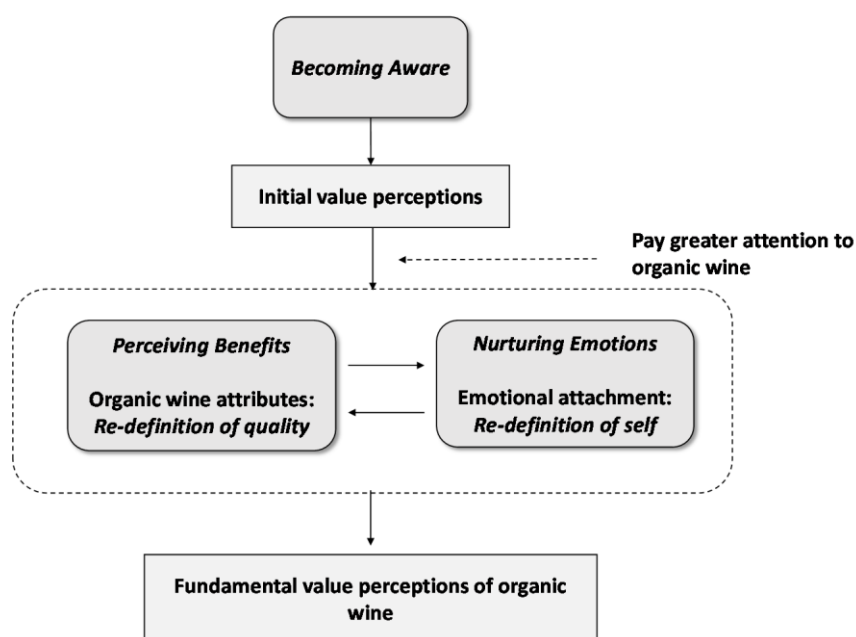 Becoming Aware
Initial value perceptions
Pay greater attention to
organic wine
Perceiving Benefits
Organic wine attributes:
Re-definition of quality
Nurturing Emotions
Emotional attachment:
Re-definition of self
Fundamental value perceptions of organic
wine